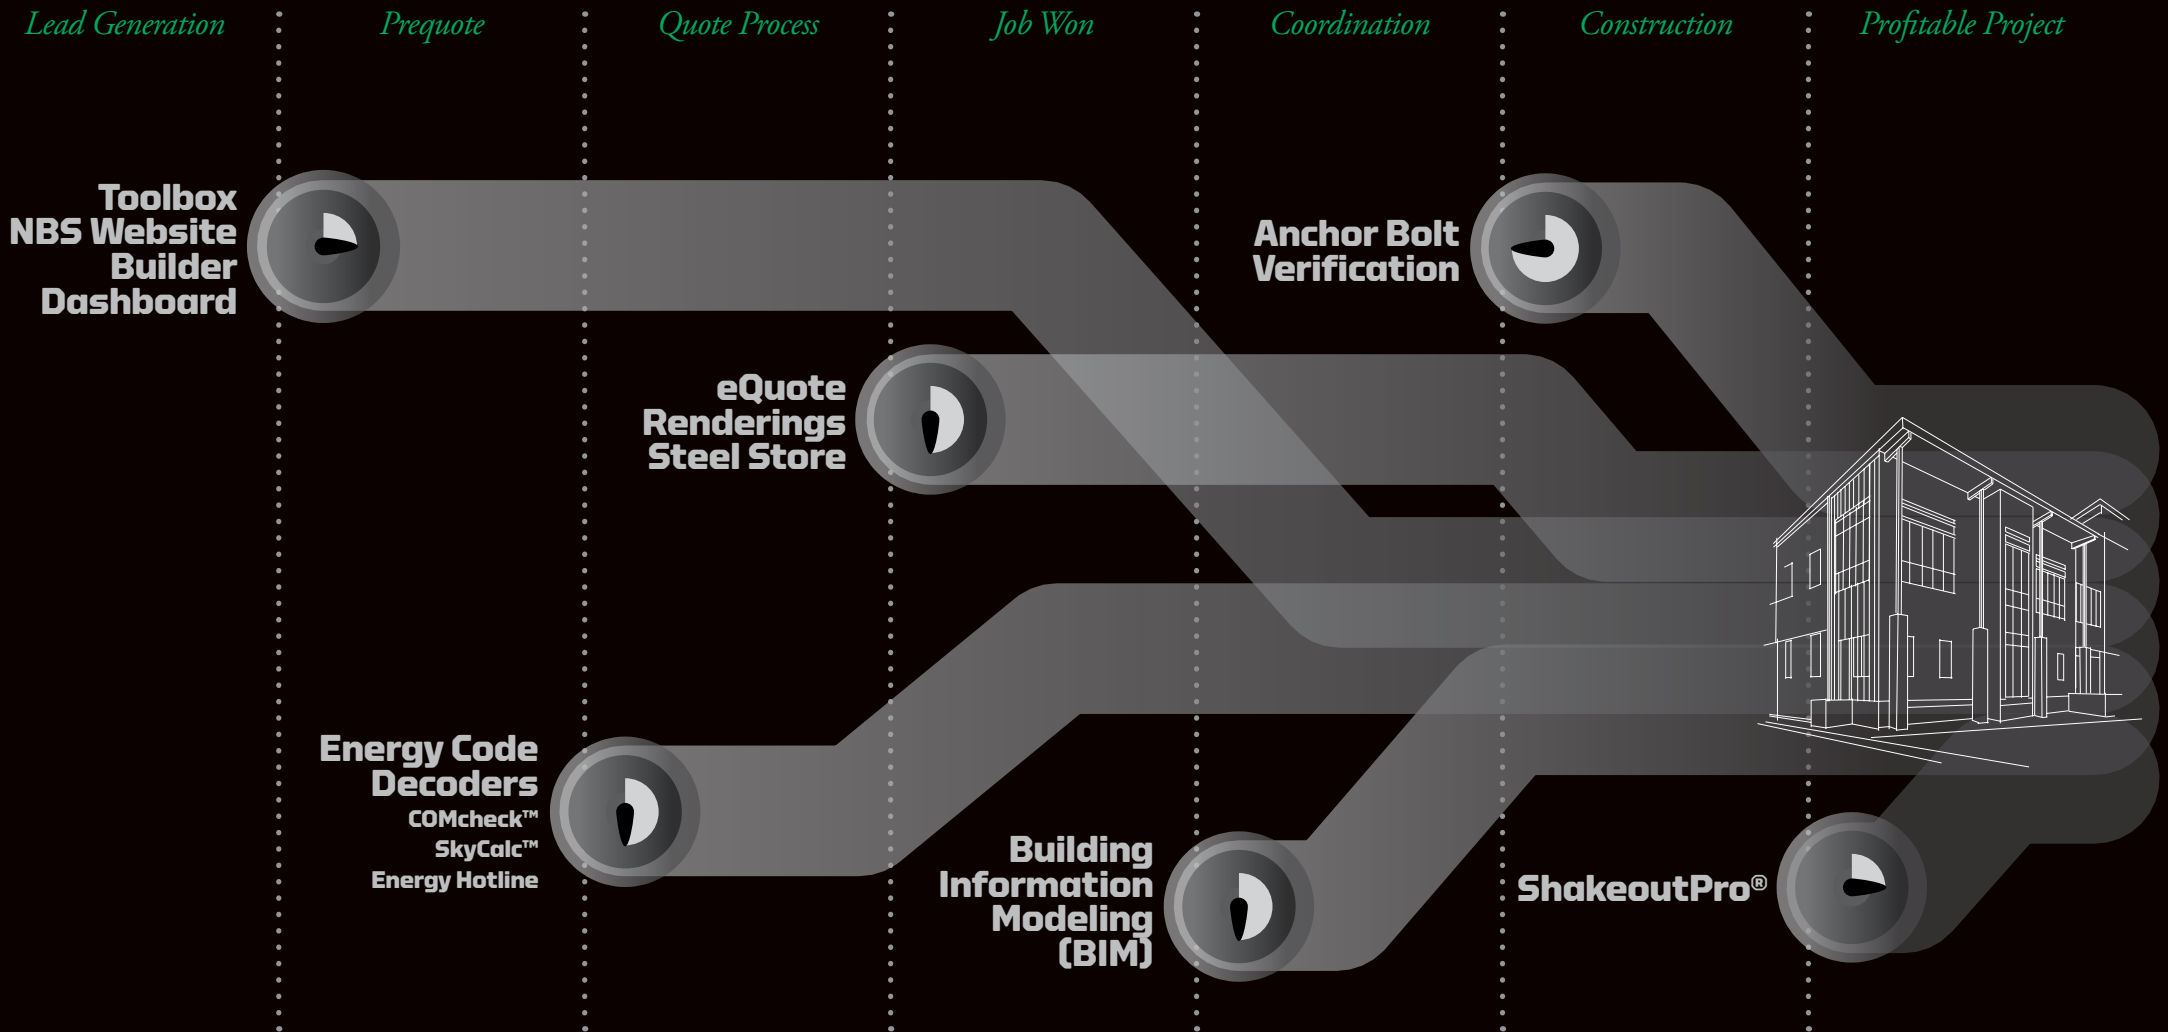 Lead Generation
Prequote
Quote Process
Job Won
Coordination
Construction
Profitable Project
Toolbox
NBS Website
Builder
Dashboard
Anchor Bolt
Verification
eQuote
Renderings
Steel Store
Energy Code
Decoders
COMcheck™
SkyCalc™
Energy Hotline
Building
Information
Modeling
(BIM)
ShakeoutPro®